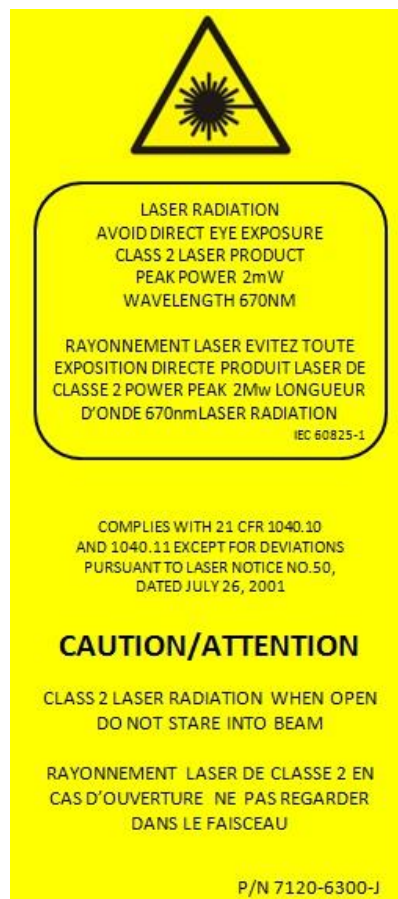 LASER RADIATION
AVOID DIRECT EYE EXPOSURE
CLASS 2 LASER PRODUCT
PEAK POWER 2mW
WAVELENGTH 670NM
RAYONNEMENT LASER EVITEZ TOUTE
EXPOSITION DIRECTE PRODUIT LASER DE
CLASSE 2 POWER PEAK 2Mw LONGUEUR
D'ONDE 670nmLASER RADIATION
IEC 60825-1
COMPLIES WITH 21 CFR 1040.10
AND 1040.11 EXCEPT FOR DEVIATIONS
PURSUANT TO LASER NOTICE NO.50,
DATED JULY 26, 2001
CAUTION/ATTENTION
CLASS 2 LASER RADIATION WHEN OPEN
DO NOT STARE INTO BEAM
RAYONNEMENT LASER DE CLASSE 2 EN
CAS D'OUVERTURE NE PAS REGARDER
DANS LE FAISCEAU
P/N 7120-6300-J